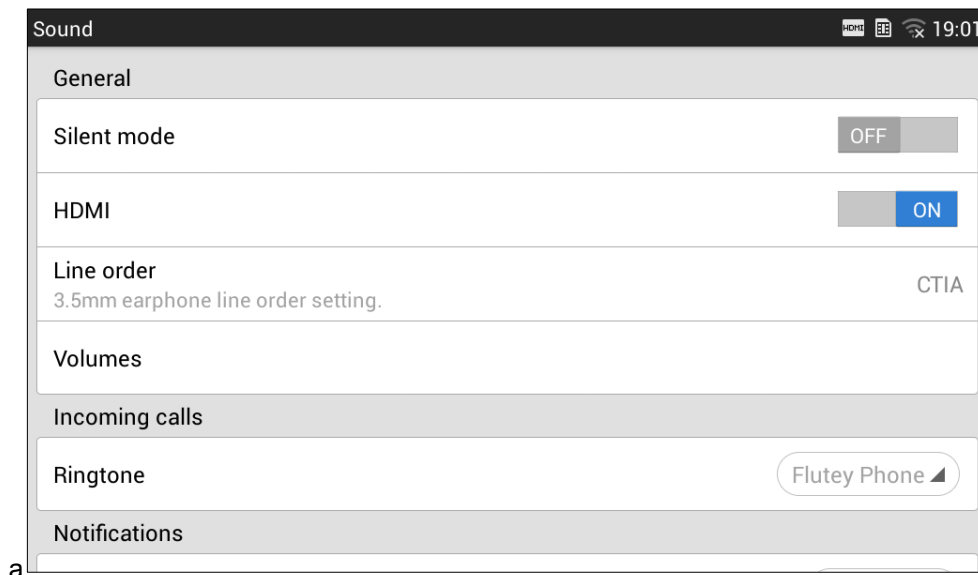 Sound HDMI 19:01
General
Silent mode OFF
HDMI ON
Line order
3.5mm earphone line order setting. CTIA
Volumes
Incoming calls
Ringtone Flutey Phone
Notifications
a